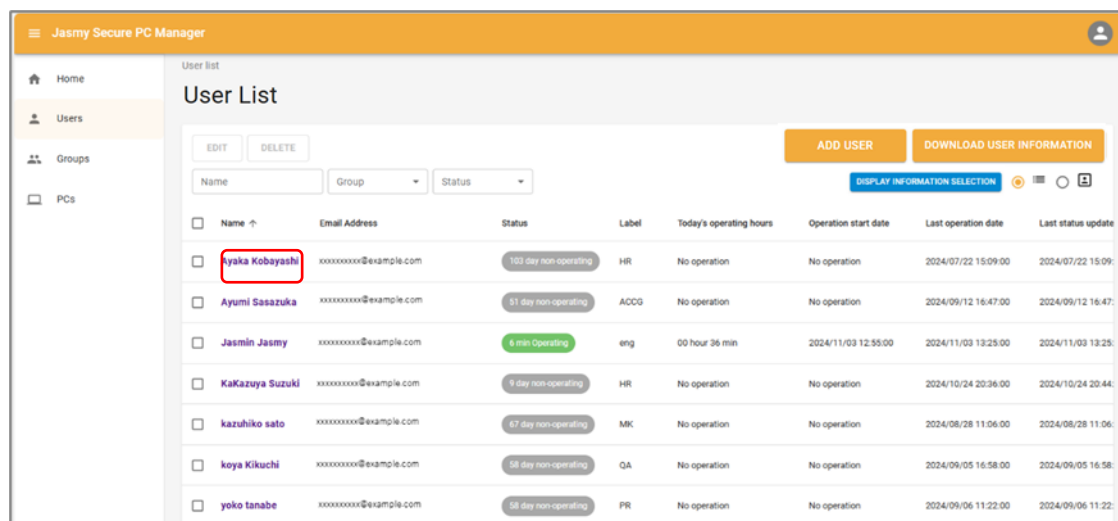 Jasmy Secure PC Manager
Home
Users
Groups
PCs
User list
User List
EDIT DELETE ADD USER DOWNLOAD USER INFORMATION
Name Group Status DISPLAY INFORMATION SELECTION
Name ↑ Email Address Status Label Today's operating hours Operation start date Last operation date Last status update
Ayaka Kobayashi xxxxxxxxxx@example.com 103 day non-operating HR No operation No operation 2024/07/22 15:09:00 2024/07/22 15:09:
Ayumi Sasazuka xxxxxxxxxx@example.com 51 day non-operating ACCG No operation No operation 2024/09/12 16:47:00 2024/09/12 16:47:
Jasmin Jasmy xxxxxxxxxx@example.com 6 min Operating eng 00 hour 36 min 2024/11/03 12:55:00 2024/11/03 13:25:00 2024/11/03 13:25:
KaKazuya Suzuki xxxxxxxxxx@example.com 9 day non-operating HR No operation No operation 2024/10/24 20:36:00 2024/10/24 20:44:
kazuhiko sato xxxxxxxxxx@example.com 67 day non-operating MK No operation No operation 2024/08/28 11:06:00 2024/08/28 11:06:
koya Kikuchi xxxxxxxxxx@example.com 58 day non-operating QA No operation No operation 2024/09/05 16:58:00 2024/09/05 16:58:
yoko tanabe xxxxxxxxxx@example.com 58 day non-operating PR No operation No operation 2024/09/06 11:22:00 2024/09/06 11:22: